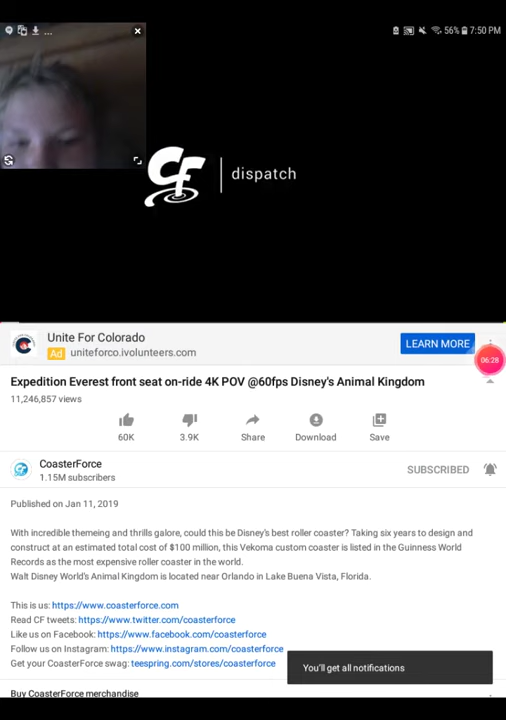 ... 56% 7:50 PM
CF | dispatch
Unite For Colorado
Ad uniteforco.ivolunteers.com
LEARN MORE
06:28
Expedition Everest front seat on-ride 4K POV @60fps Disney's Animal Kingdom
11,246,857 views
60K 3.9K Share Download Save
CoasterForce
1.15M subscribers
SUBSCRIBED
Published on Jan 11, 2019
With incredible themeing and thrills galore, could this be Disney's best roller coaster? Taking six years to design and
construct at an estimated total cost of $100 million, this Vekoma custom coaster is listed in the Guinness World
Records as the most expensive roller coaster in the world.
Walt Disney World's Animal Kingdom is located near Orlando in Lake Buena Vista, Florida.
This is us: https://www.coasterforce.com
Read CF tweets: https://www.twitter.com/coasterforce
Like us on Facebook: https://www.facebook.com/coasterforce
Follow us on Instagram: https://www.instagram.com/coasterforce
Get your CoasterForce swag: teespring.com/stores/coasterforce
You'll get all notifications
Buy CoasterForce merchandise